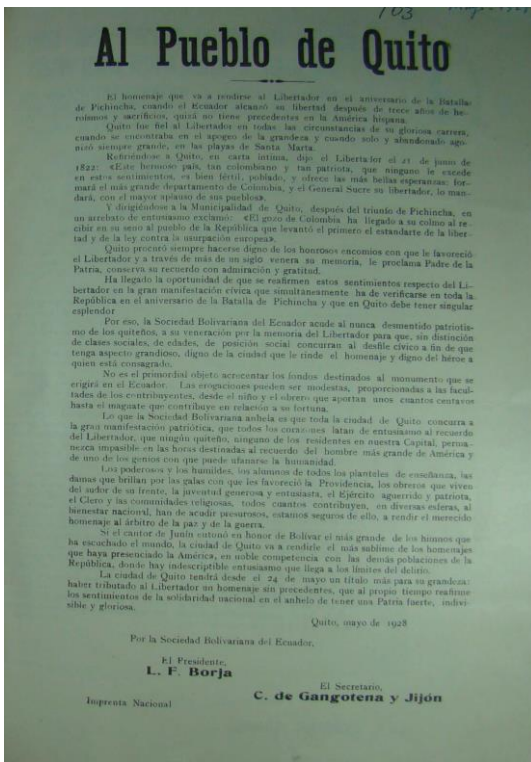 103
Al Pueblo de Quito
El homenaje que va a rendirse al Libertador en el aniversario de la Batalla
de Pichincha, cuando el Ecuador alcanzó su libertad después de trece años de he-
roísmos y sacrificios, quizá no tiene precedentes en la América hispana.
Quito fue fiel al Libertador en todas las circunstancias de su gloriosa carrera,
cuando se encontraba en el apogeo de la grandeza y cuando solo y abandonado ago-
nizó siempre grande, en las playas de Santa Marta.
Refiriéndose a Quito, en carta íntima, dijo el Libertador el 21 de junio de
1822: «Este hermoso país, tan colombiano y tan patriota, que ninguno le excede
en estos sentimientos, es bien fértil, poblado, y ofrece las más bellas esperanzas: for-
mará el más grande departamento de Colombia, y el General Sucre su libertador, lo man-
dará, con el mayor aplauso de sus pueblos».
Y dirigiéndose a la Municipalidad de Quito, después del triunfo de Pichincha, en
un arrebato de entusiasmo exclamó: «El gozo de Colombia ha llegado a su colmo al re-
cibir en su seno al pueblo de la República que levantó el primero el estandarte de la liber-
tad y de la ley contra la usurpación europea».
Quito procuró siempre hacerse digno de los honrosos encomios con que le favoreció
el Libertador y a través de más de un siglo venera su memoria, le proclama Padre de la
Patria, conserva su recuerdo con admiración y gratitud.
Ha llegado la oportunidad de que se reafirmen estos sentimientos respecto del Li-
bertador en la gran manifestación cívica que simultáneamente ha de verificarse en toda la
República en el aniversario de la Batalla de Pichincha y que en Quito debe tener singular
esplendor
Por eso, la Sociedad Bolivariana del Ecuador acude al nunca desmentido patriotis-
mo de los quiteños, a su veneración por la memoria del Libertador para que, sin distinción
de clases sociales, de edades, de posición social concurran al desfile cívico a fin de que
tenga aspecto grandioso, digno de la ciudad que le rinde el homenaje y digno del héroe a
quien está consagrado.
No es el primordial objeto acrecentar los fondos destinados al monumento que se
erigirá en el Ecuador. Las erogaciones pueden ser modestas, proporcionadas a las facul-
tades de los contribuyentes, desde el niño y el obrero que aportan unos cuantos centavos
hasta el magnate que contribuye en relación a su fortuna.
Lo que la Sociedad Bolivariana anhela es que toda la ciudad de Quito concurra a
la gran manifestación patriótica, que todos los corazones latan de entusiasmo al recuerdo
del Libertador, que ningún quiteño, ninguno de los residentes en nuestra Capital, perma-
nezca impasible en las horas destinadas al recuerdo del hombre más grande de América y
de uno de los genios con que puede ufanarse la humanidad.
Los poderosos y los humildes, los alumnos de todos los planteles de enseñanza, las
damas que brillan por las galas con que les favoreció la Providencia, los obreros que viven
del sudor de su frente, la juventud generosa y entusiasta, el Ejército aguerrido y patriota,
el Clero y las comunidades religiosas, todos cuantos contribuyen, en diversas esferas, al
bienestar nacional, han de acudir presurosos, estamos seguros de ello, a rendir el merecido
homenaje al árbitro de la paz y de la guerra.
Si el cantor de Junín entonó en honor de Bolívar el más grande de los himnos que
ha escuchado el mundo, la ciudad de Quito va a rendirle el más sublime de los homenajes
que haya presenciado la América, en noble competencia con las demás poblaciones de la
República, donde hay indescriptible entusiasmo que llega a los límites del delirio.
La ciudad de Quito tendrá desde el 24 de mayo un título más para su grandeza:
haber tributado al Libertador un homenaje sin precedentes, que al propio tiempo reafirme
los sentimientos de la solidaridad nacional en el anhelo de tener una Patria fuerte, indivi-
sible y gloriosa.
Quito, mayo de 1928
Por la Sociedad Bolivariana del Ecuador,
El Presidente,
L. F. Borja
El Secretario,
C. de Gangotena y Jijón
Imprenta Nacional